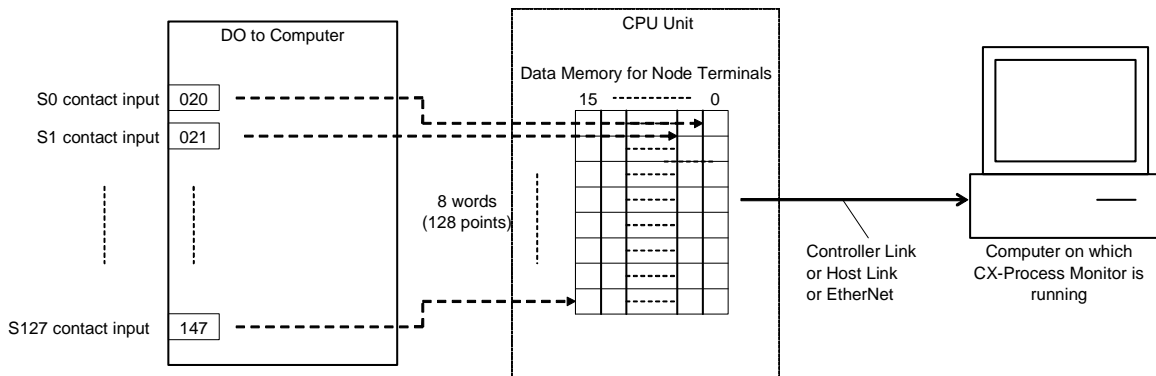 DO to Computer
CPU Unit
Data Memory for Node Terminals
15
0
S0 contact input
020
S1 contact input
021
8 words
(128 points)
Controller Link
or Host Link
or EtherNet
Computer on which
CX-Process Monitor is
running
S127 contact input
147